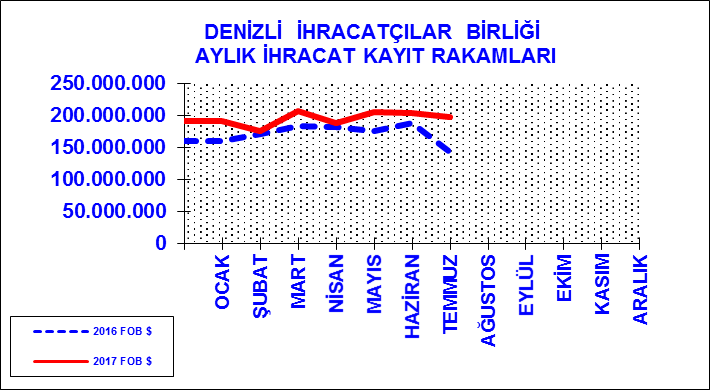 DENİZLİ İHRACATÇILAR BİRLİĞİ
AYLIK İHRACAT KAYIT RAKAMLARI
250.000.000
200.000.000
150.000.000
100.000.000
50.000.000
0
OCAK
ŞUBAT
MART
NİSAN
MAYIS
HAZİRAN
TEMMUZ
AĞUSTOS
EYLÜL
EKİM
KASIM
ARALIK
2016 FOB $
2017 FOB $